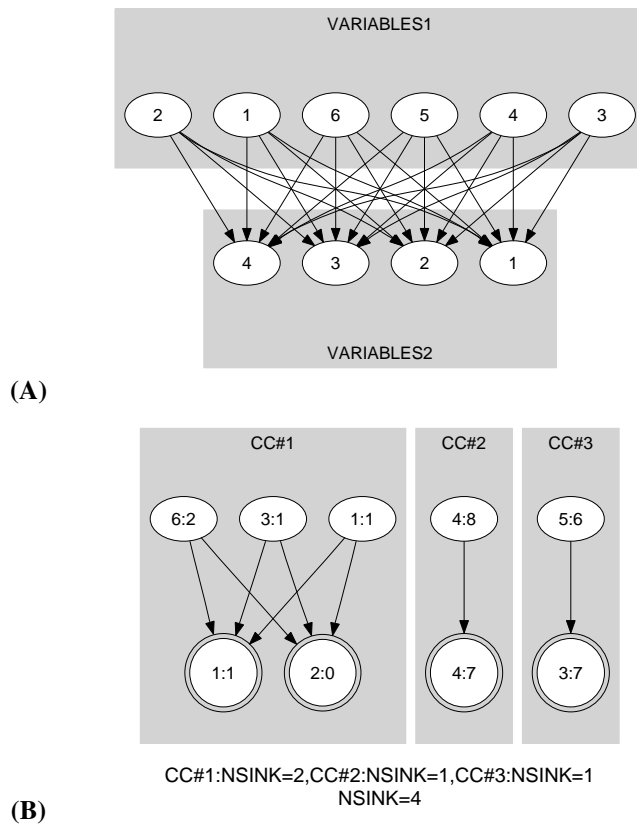 VARIABLES1
2 1 6 5 4 3
4 3 2 1
VARIABLES2
(A)
CC#1 CC#2 CC#3
6:2 3:1 1:1 4:8 5:6
1:1 2:0 4:7 3:7
CC#1:NSINK=2,CC#2:NSINK=1,CC#3:NSINK=1
NSINK=4
(B)